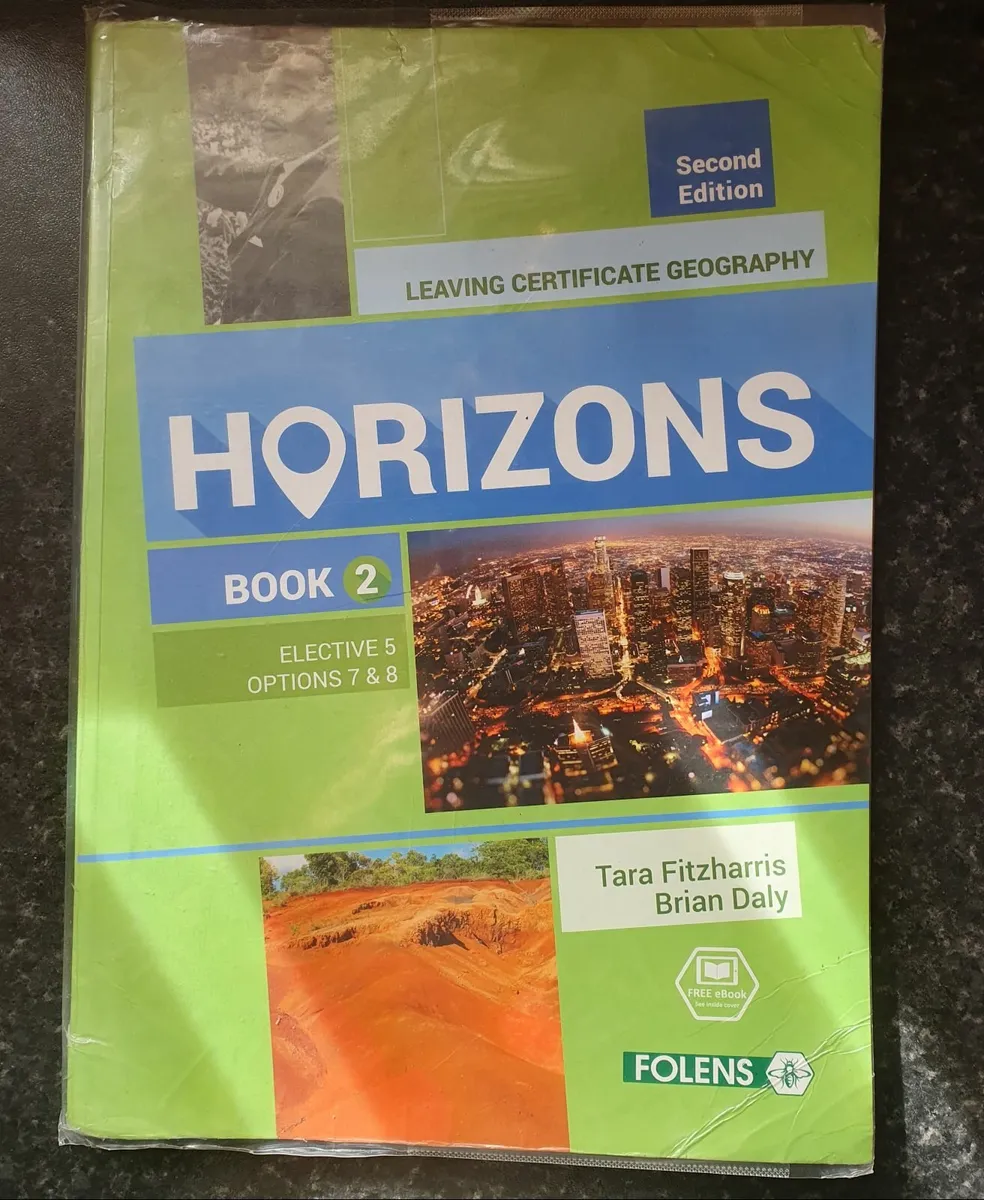 Second
Edition
LEAVING CERTIFICATE GEOGRAPHY
HORIZONS
BOOK 2
ELECTIVE 5
OPTIONS 7 & 8
Tara Fitzharris
Brian Daly
FREE eBook
See inside cover
FOLENS